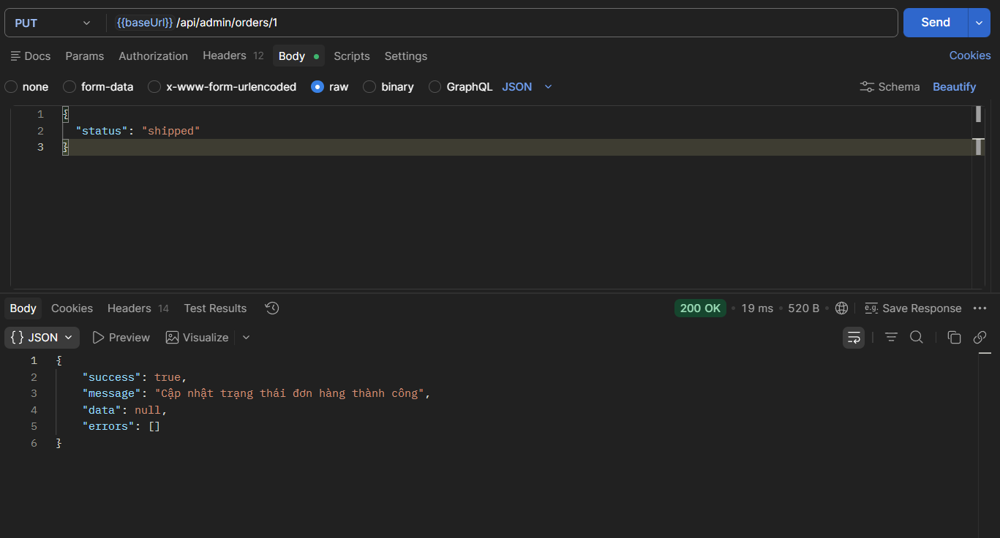 PUT {{baseUrl}} /api/admin/orders/1 Send
Docs Params Authorization Headers 12 Body Scripts Settings Cookies
none form-data x-www-form-urlencoded raw binary GraphQL JSON Schema Beautify
1 {
2 "status": "shipped"
3 }
Body Cookies Headers 14 Test Results 200 OK • 19 ms • 520 B e.g. Save Response
{} JSON Preview Visualize
1 {
2 "success": true,
3 "message": "Cập nhật trạng thái đơn hàng thành công",
4 "data": null,
5 "errors": []
6 }